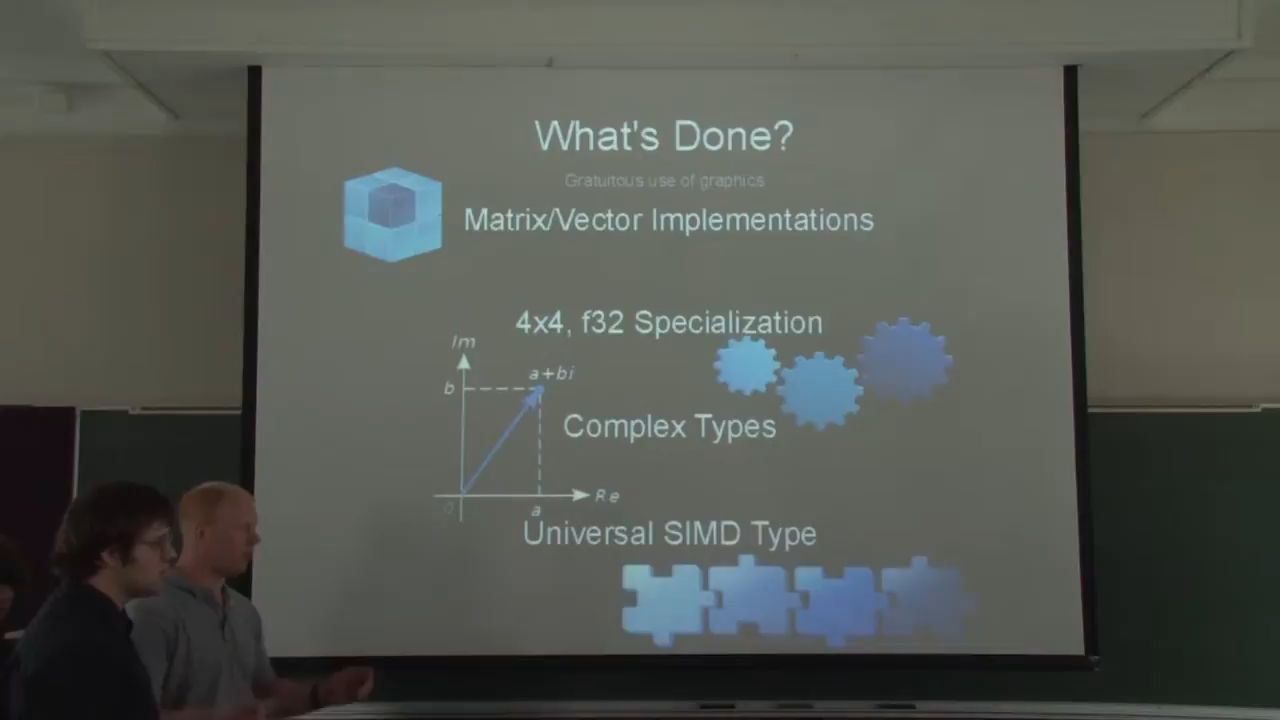 What's Done?
Gratuitous use of graphics
Matrix/Vector Implementations
4x4, f32 Specialization
Im
b
a+bi
Complex Types
0
a
Re
Universal SIMD Type